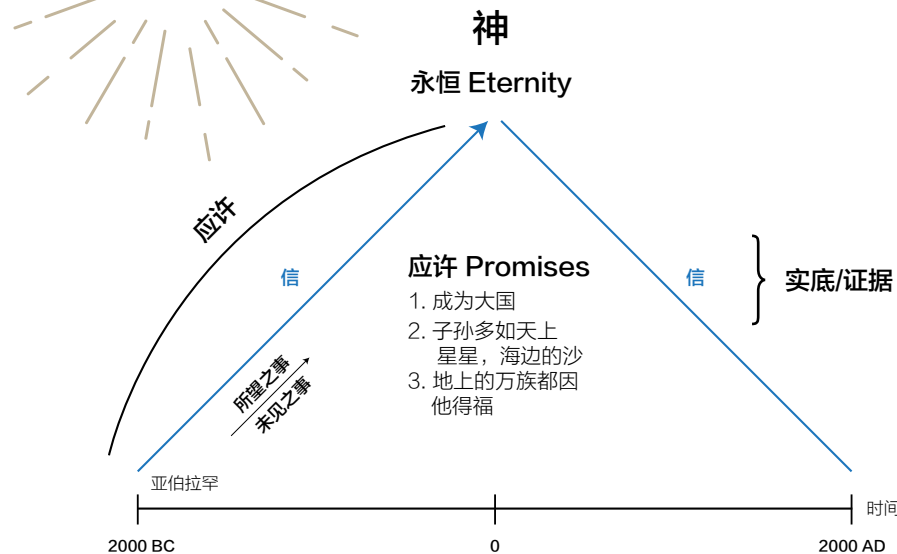 神
永恒 Eternity
应许
信
应许 Promises
1. 成为大国
2. 子孙多如天上
星星，海边的沙
3. 地上的万族都因
他得福
信
实底/证据
所望之事
未见之事
亚伯拉罕
时间
2000 BC
0
2000 AD